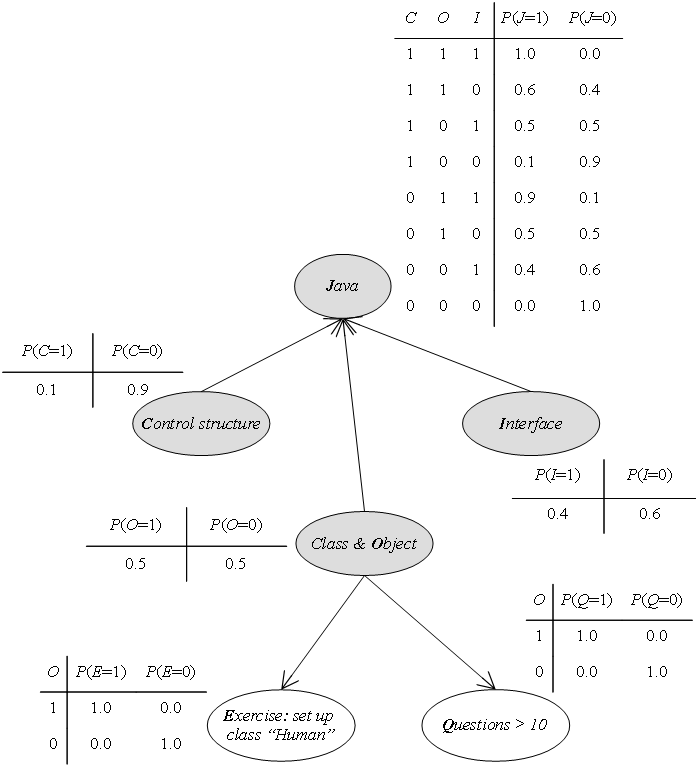 C O I P(J=1) P(J=0)
1 1 1 1.0 0.0
1 1 0 0.6 0.4
1 0 1 0.5 0.5
1 0 0 0.1 0.9
0 1 1 0.9 0.1
0 1 0 0.5 0.5
0 0 1 0.4 0.6
0 0 0 0.0 1.0
Java
P(C=1) P(C=0)
0.1 0.9
Control structure
Interface
P(I=1) P(I=0)
0.4 0.6
P(O=1) P(O=0)
0.5 0.5
Class & Object
O P(Q=1) P(Q=0)
1 1.0 0.0
0 0.0 1.0
O P(E=1) P(E=0)
1 1.0 0.0
0 0.0 1.0
Exercise: set up
class “Human”
Questions > 10